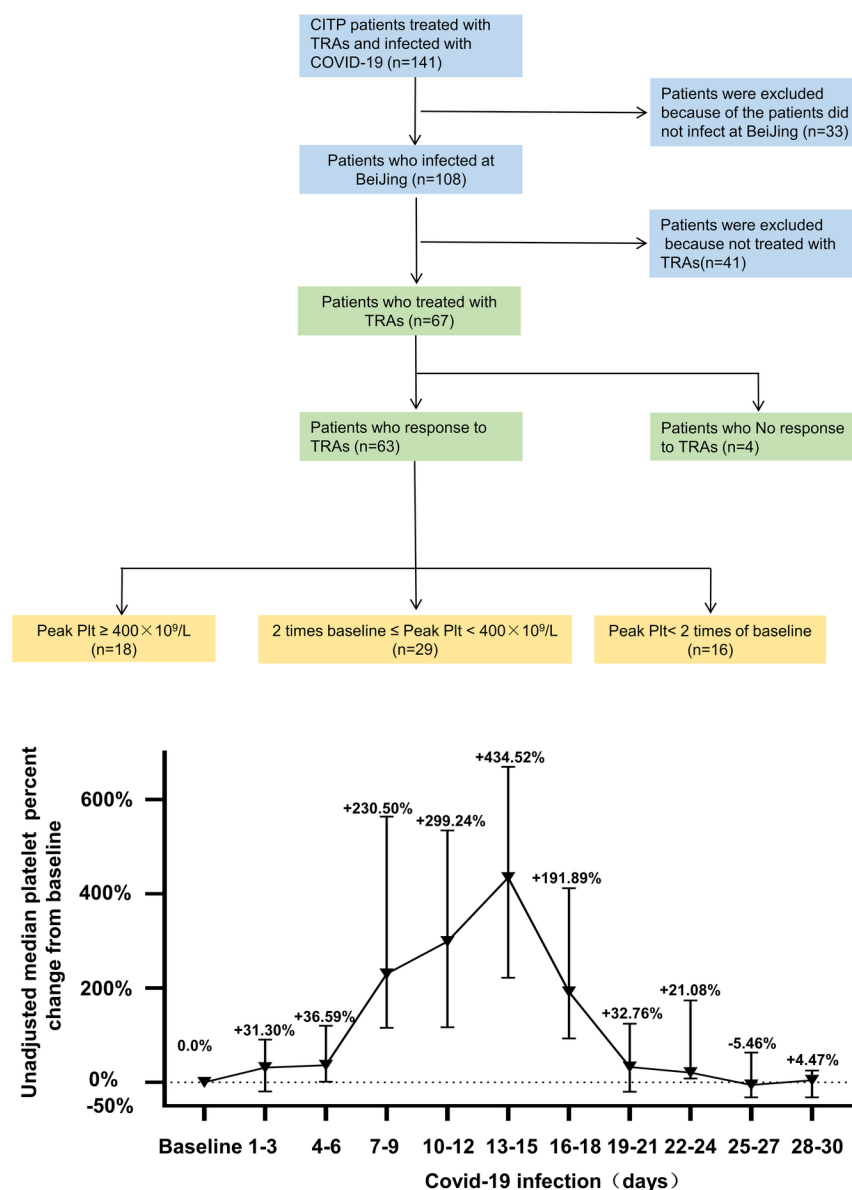 CITP patients treated with
TRAs and infected with
COVID-19 (n=141)
Patients were excluded
because of the patients did
not infect at BeiJing (n=33)
Patients who infected at
BeiJing (n=108)
Patients were excluded
because not treated with
TRAs(n=41)
Patients who treated with
TRAs (n=67)
Patients who response to
TRAs (n=63)
Patients who No response
to TRAs (n=4)
Peak Plt ≥ 400×10⁹/L
(n=18)
2 times baseline ≤ Peak Plt < 400×10⁹/L
(n=29)
Peak Plt< 2 times of baseline
(n=16)
Unadjusted median platelet percent
change from baseline
600%
400%
200%
0%
-50%
0.0%
+31.30%
+36.59%
+230.50%
+299.24%
+434.52%
+191.89%
+32.76%
+21.08%
-5.46%
+4.47%
Baseline 1-3 4-6 7-9 10-12 13-15 16-18 19-21 22-24 25-27 28-30
Covid-19 infection（days）